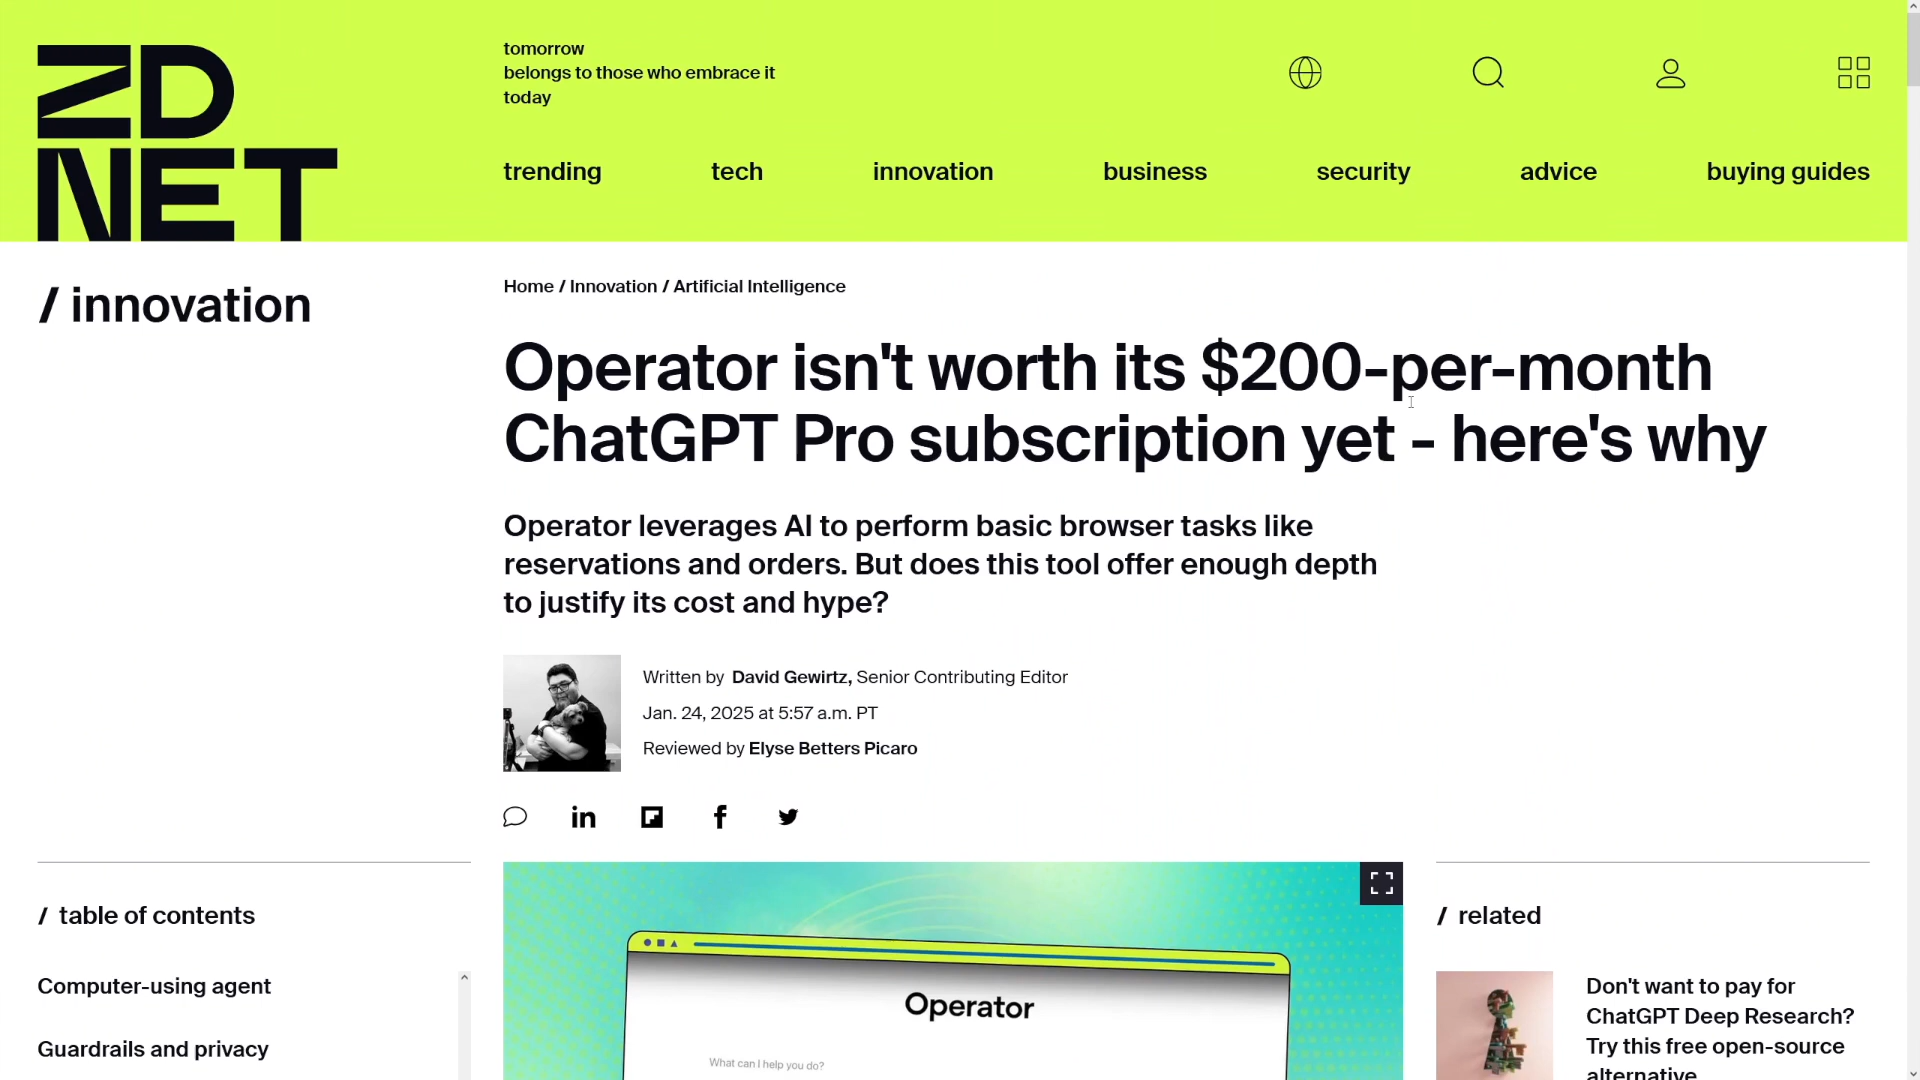 ZD
NET
tomorrow
belongs to those who embrace it
today
trending
tech
innovation
business
security
advice
buying guides
/ innovation
Home / Innovation / Artificial Intelligence
Operator isn't worth its $200-per-month
ChatGPT Pro subscription yet - here's why
Operator leverages AI to perform basic browser tasks like
reservations and orders. But does this tool offer enough depth
to justify its cost and hype?
Written by David Gewirtz, Senior Contributing Editor
Jan. 24, 2025 at 5:57 a.m. PT
Reviewed by Elyse Betters Picaro
/ table of contents
Computer-using agent
Guardrails and privacy
Operator
What can I help you do?
/ related
Don't want to pay for
ChatGPT Deep Research?
Try this free open-source
alternative